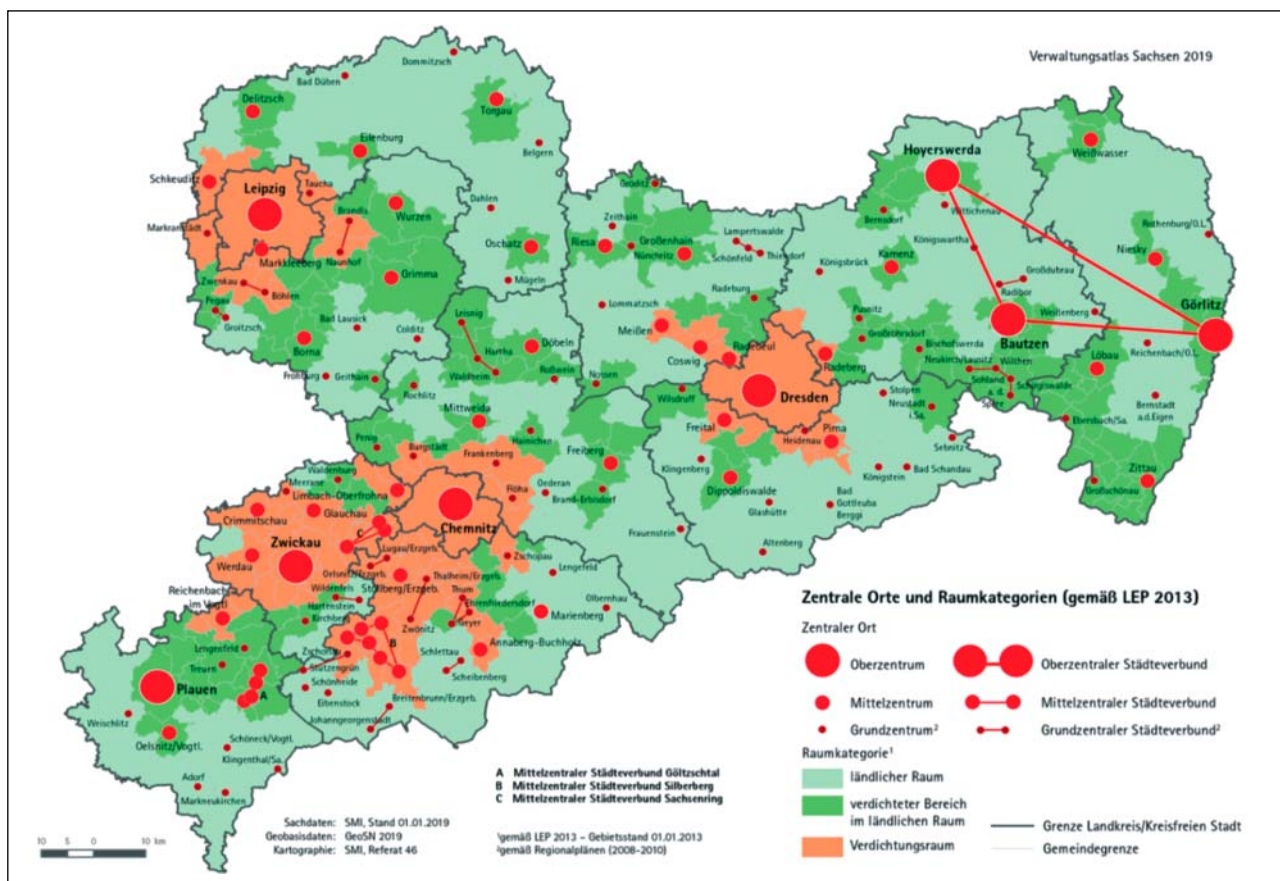 Verwaltungsatlas Sachsen 2019
Dommitzsch
Bad Düben
Delitzsch
Torgau
Eilenburg
Belgern
Schkeuditz
Leipzig
Taucha
Markranstädt
Brandis
Wurzen
Dahlen
Markkleeberg
Naunhof
Oschatz
Grimma
Zwenkau
Böhlen
Mügeln
Pegau
Groitzsch
Bad Lausick
Borna
Colditz
Frohburg
Geithain
Leisnig
Hartha
Waldheim
Döbeln
Roßwein
Rochlitz
Nossen
Gröditz
Zeithain
Riesa
Großenhain
Nünchritz
Lampertswalde
Schönfeld
Thiendorf
Lommatzsch
Radeburg
Meißen
Coswig
Radebeul
Dresden
Radeberg
Wilsdruff
Freital
Heidenau
Pirna
Klingenberg
Dippoldiswalde
Glashütte
Bad
Gottleuba
Berggi
Altenberg
Königstein
Bad Schandau
Sebnitz
Stolpen
Neustadt
i.Sa.
Hoyerswerda
Weißwasser
Bernsdorf
Wittichenau
Königswartha
Kamenz
Königsbrück
Pulsnitz
Großröhrsdorf
Bischofswerda
Neukirch/Lausitz
Wilthen
Sohland
a. d.
Spree
Schirgiswalde
Großdubrau
Radibor
Weißenberg
Bautzen
Rothenburg/O.L.
Niesky
Görlitz
Reichenbach/O.L.
Löbau
Bernstadt
a.d.Eigen
Ebersbach/Sa.
Zittau
Großschönau
Mittweida
Hainichen
Penig
Burgstädt
Frankenberg
Freiberg
Brand-Erbisdorf
Oederan
Flöha
Frauenstein
Waldenburg
Meerane
Limbach-Oberfrohna
Glauchau
Crimmitschau
C
Chemnitz
Zwickau
Werdau
Lugau/Erzgeb.
Oelsnitz/Erzgeb.
Stollberg/Erzgeb.
Thalheim/Erzgeb.
Thum
Ehrenfriedersdorf
Geyer
Zschopau
Lengefeld
Olbernhau
Marienberg
Annaberg-Buchholz
Reichenbach
im Vogtl.
Wildenfels
Hartenstein
Kirchberg
Zwönitz
B
Schlettau
Scheibenberg
Zschorlau
Stützengrün
Schönheide
Eibenstock
Breitenbrunn/Erzgeb.
Johanngeorgenstadt
Lengenfeld
Treuen
Plauen
A
Weischlitz
Oelsnitz/Vogtl.
Schöneck/Vogtl.
Klingenthal/Sa.
Adorf
Markneukirchen
Zentrale Orte und Raumkategorien (gemäß LEP 2013)
Zentraler Ort
Oberzentrum
Oberzentraler Städteverbund
Mittelzentrum
Mittelzentraler Städteverbund
Grundzentrum²
Grundzentraler Städteverbund²
Raumkategorie¹
ländlicher Raum
verdichteter Bereich
im ländlichen Raum
Verdichtungsraum
Grenze Landkreis/Kreisfreien Stadt
Gemeindegrenze
A Mittelzentraler Städteverbund Göltzschtal
B Mittelzentraler Städteverbund Silberberg
C Mittelzentraler Städteverbund Sachsenring
Sachdaten: SMI, Stand 01.01.2019
Geobasisdaten: GeoSN 2019
Kartographie: SMI, Referat 46
¹gemäß LEP 2013 – Gebietsstand 01.01.2013
²gemäß Regionalplänen (2008–2010)
10 5 0 10 km